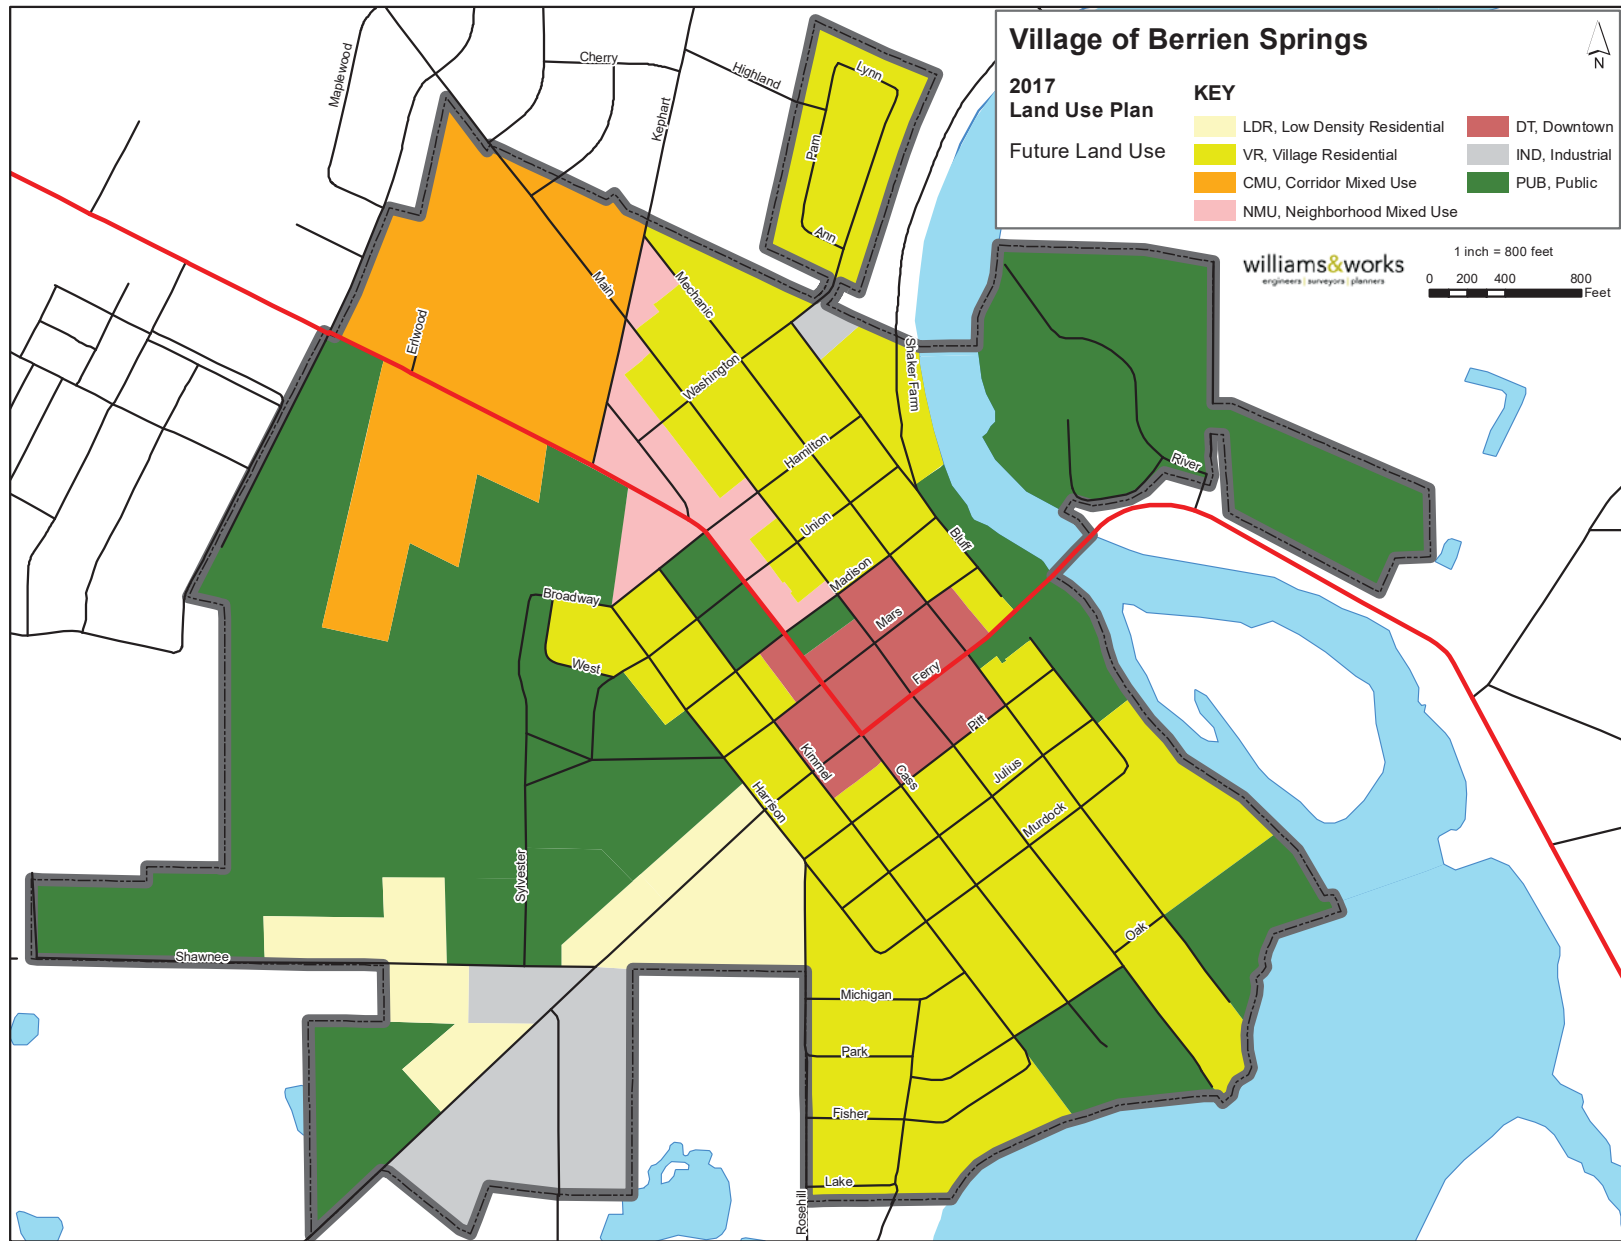 Village of Berrien Springs
2017
Land Use Plan
Future Land Use
KEY
LDR, Low Density Residential
VR, Village Residential
CMU, Corridor Mixed Use
NMU, Neighborhood Mixed Use
DT, Downtown
IND, Industrial
PUB, Public
N
williams&works
engineers | surveyors | planners
1 inch = 800 feet
0 200 400 800
Feet
Maplewood
Cherry
Highland
Kephart
Lynn
Pam
Ann
Main
Mechanic
Erlwood
Washington
Shaker Farm
Hamilton
River
Union
Bluff
Madison
Broadway
Mars
West
Ferry
Pitt
Kimmel
Cass
Julius
Harrison
Murdock
Sylvester
Oak
Shawnee
Michigan
Park
Fisher
Lake
Rosehill